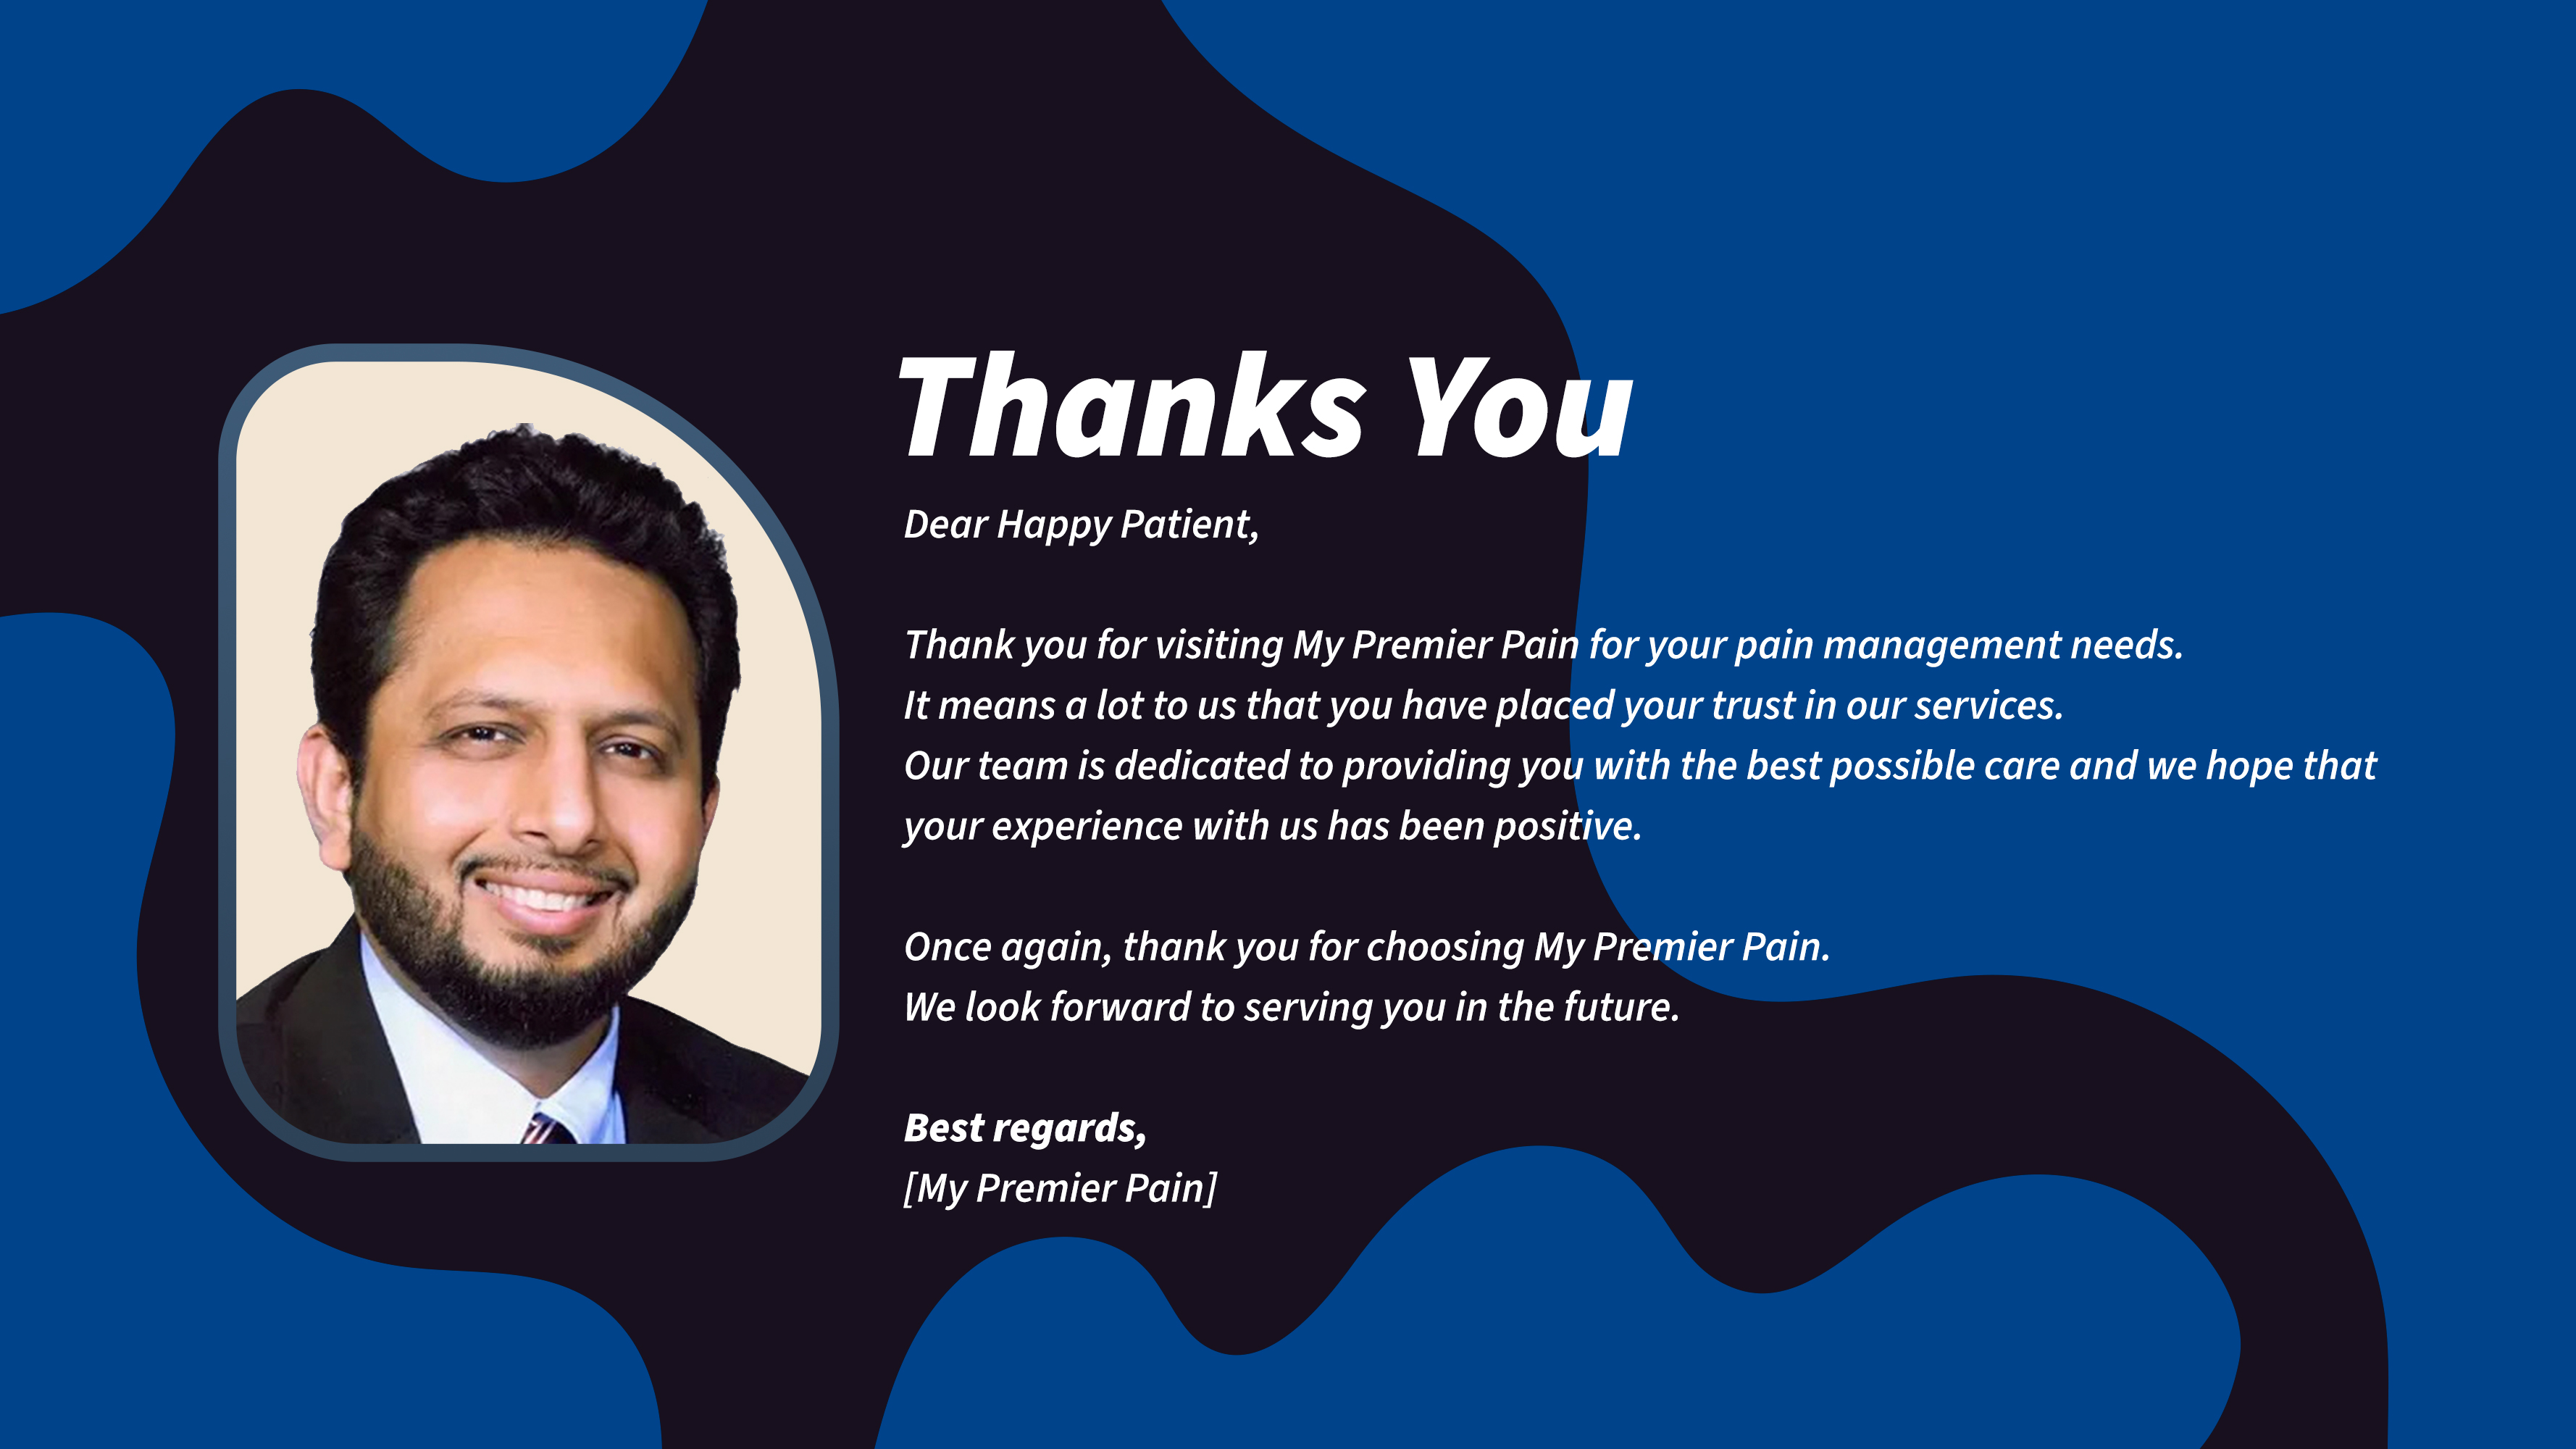 Thanks You
Dear Happy Patient,
Thank you for visiting My Premier Pain for your pain management needs.
It means a lot to us that you have placed your trust in our services.
Our team is dedicated to providing you with the best possible care and we hope that
your experience with us has been positive.
Once again, thank you for choosing My Premier Pain.
We look forward to serving you in the future.
Best regards,
[My Premier Pain]